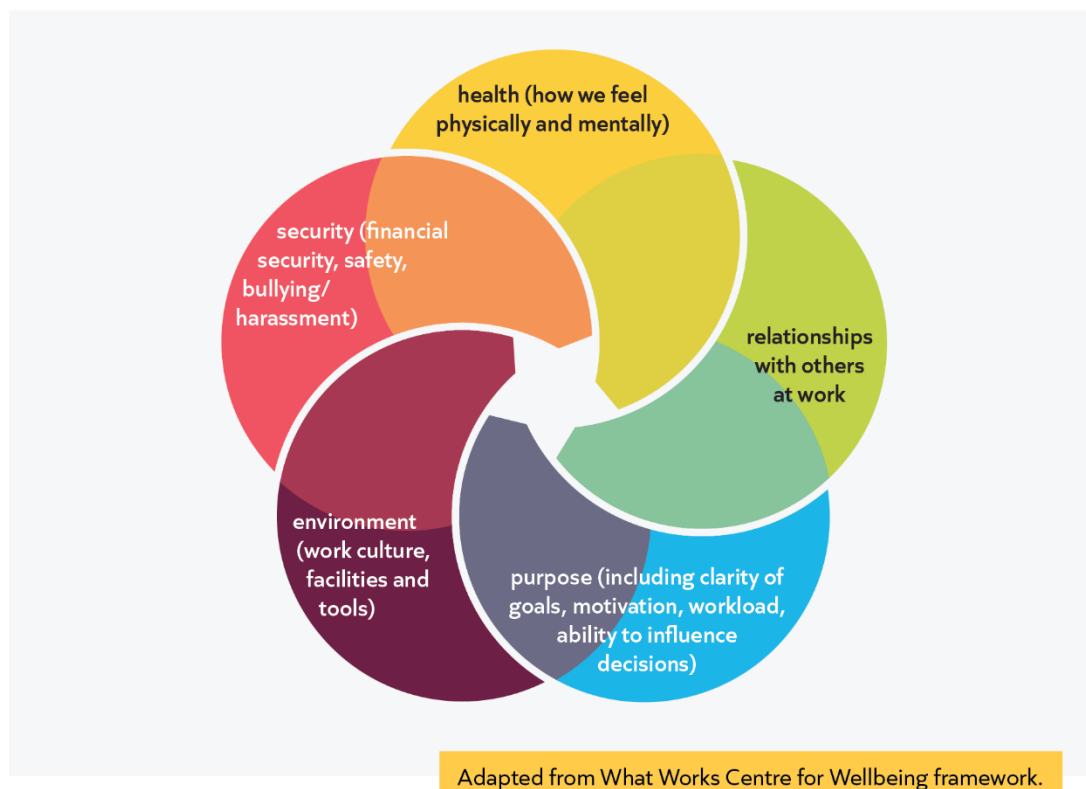 health (how we feel
physically and mentally)
relationships
with others
at work
purpose (including clarity of
goals, motivation, workload,
ability to influence
decisions)
environment
(work culture,
facilities and
tools)
security (financial
security, safety,
bullying/
harassment)
Adapted from What Works Centre for Wellbeing framework.